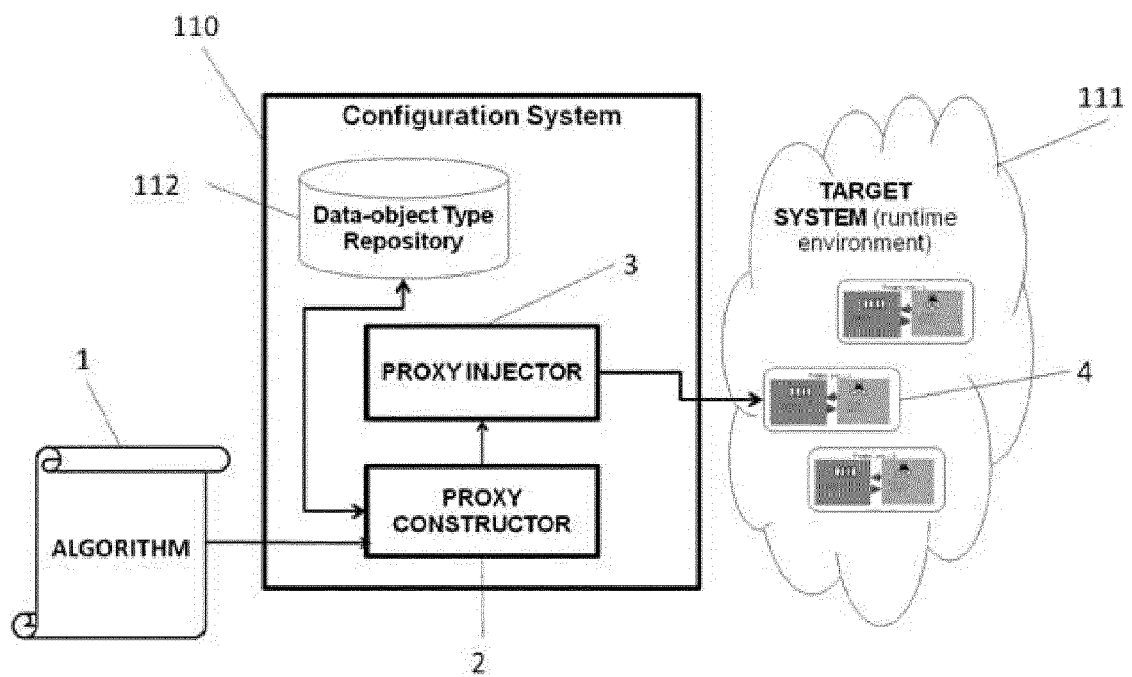 110
Configuration System
111
112
Data-object Type
Repository
TARGET
SYSTEM (runtime
environment)
3
PROXY INJECTOR
1
4
PROXY
CONSTRUCTOR
ALGORITHM
2